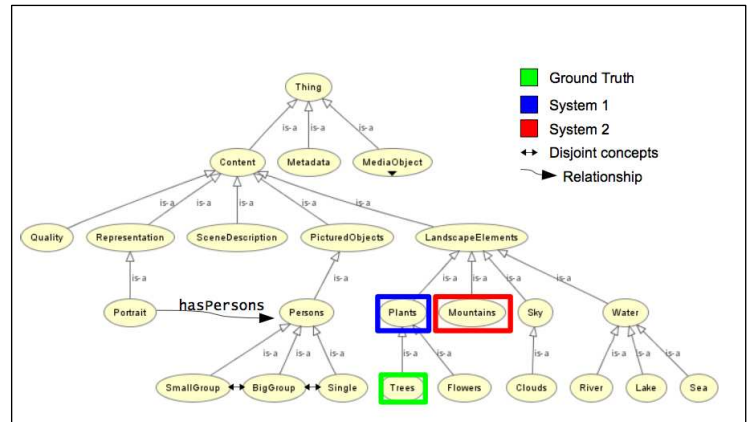 Thing
Ground Truth
System 1
System 2
Disjoint concepts
Relationship
is-a is-a is-a
Content Metadata MediaObject
is-a is-a is-a is-a is-a
Quality Representation SceneDescription PicturedObjects LandscapeElements
is-a is-a is-a is-a is-a is-a
Portrait hasPersons Persons Plants Mountains Sky Water
is-a is-a is-a is-a is-a is-a is-a is-a is-a
SmallGroup BigGroup Single Trees Flowers Clouds River Lake Sea